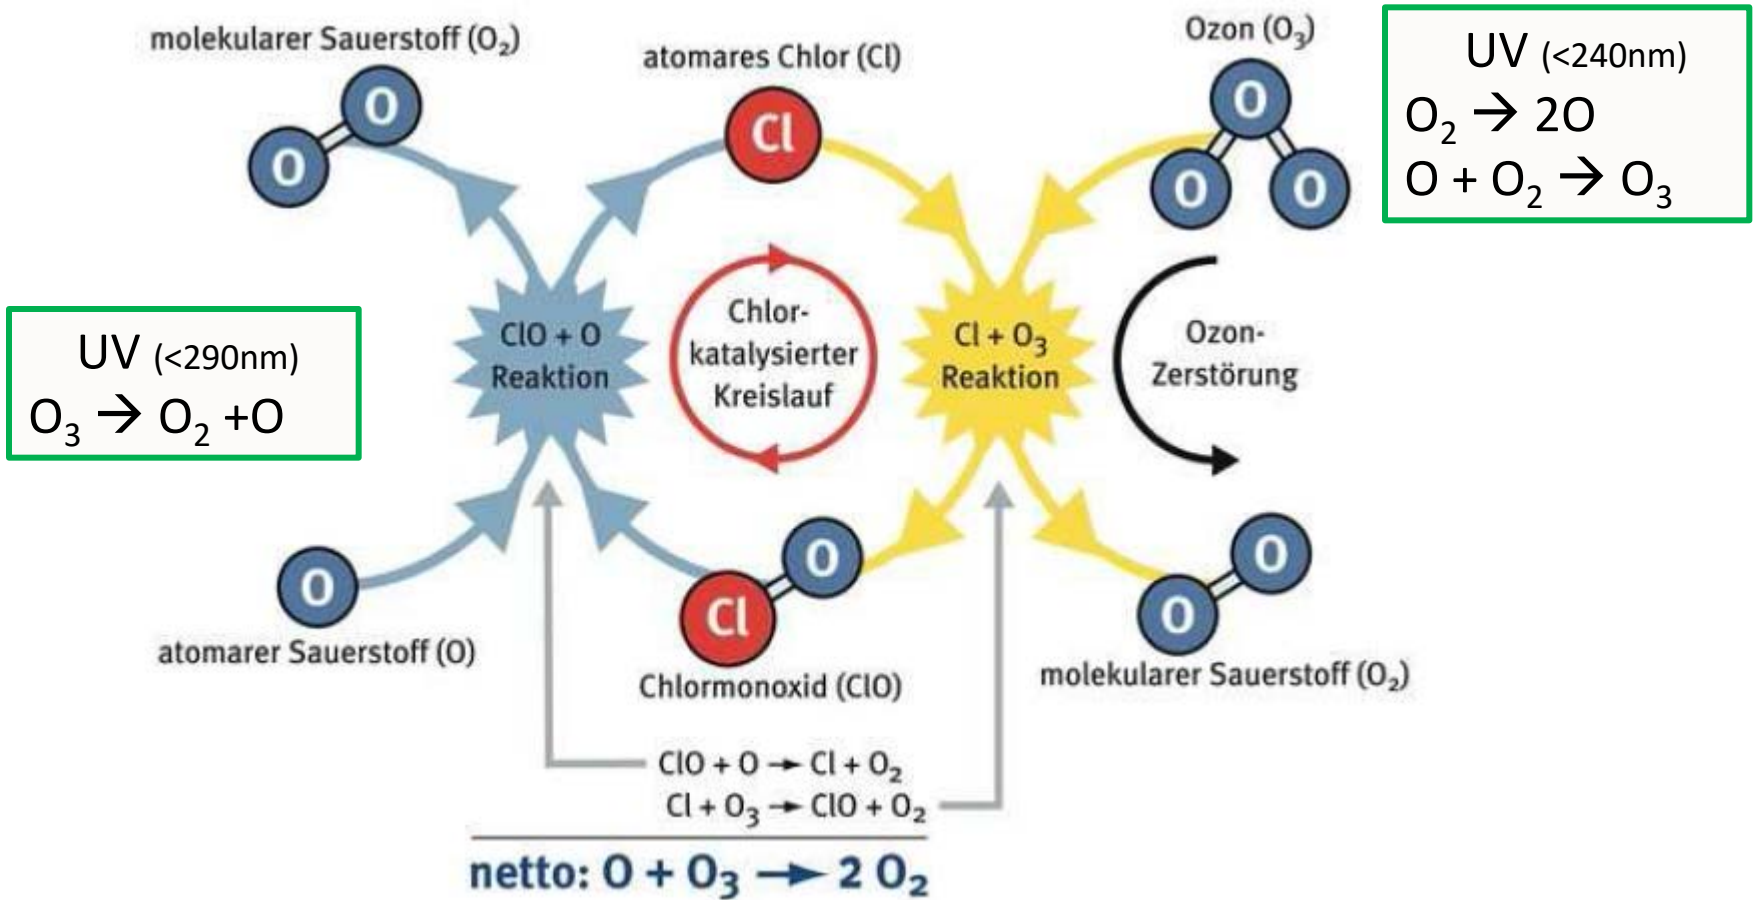 molekularer Sauerstoff (O₂)
O
O
atomares Chlor (Cl)
Cl
Ozon (O₃)
O
O
O
UV (<240nm)
O₂ → 2O
O + O₂ → O₃
UV (<290nm)
O₃ → O₂ +O
ClO + O
Reaktion
Chlor-
katalysierter
Kreislauf
Cl + O₃
Reaktion
Ozon-
Zerstörung
O
atomarer Sauerstoff (O)
Cl
O
Chlormonoxid (ClO)
O
O
molekularer Sauerstoff (O₂)
ClO + O → Cl + O₂
Cl + O₃ → ClO + O₂
netto: O + O₃ → 2 O₂